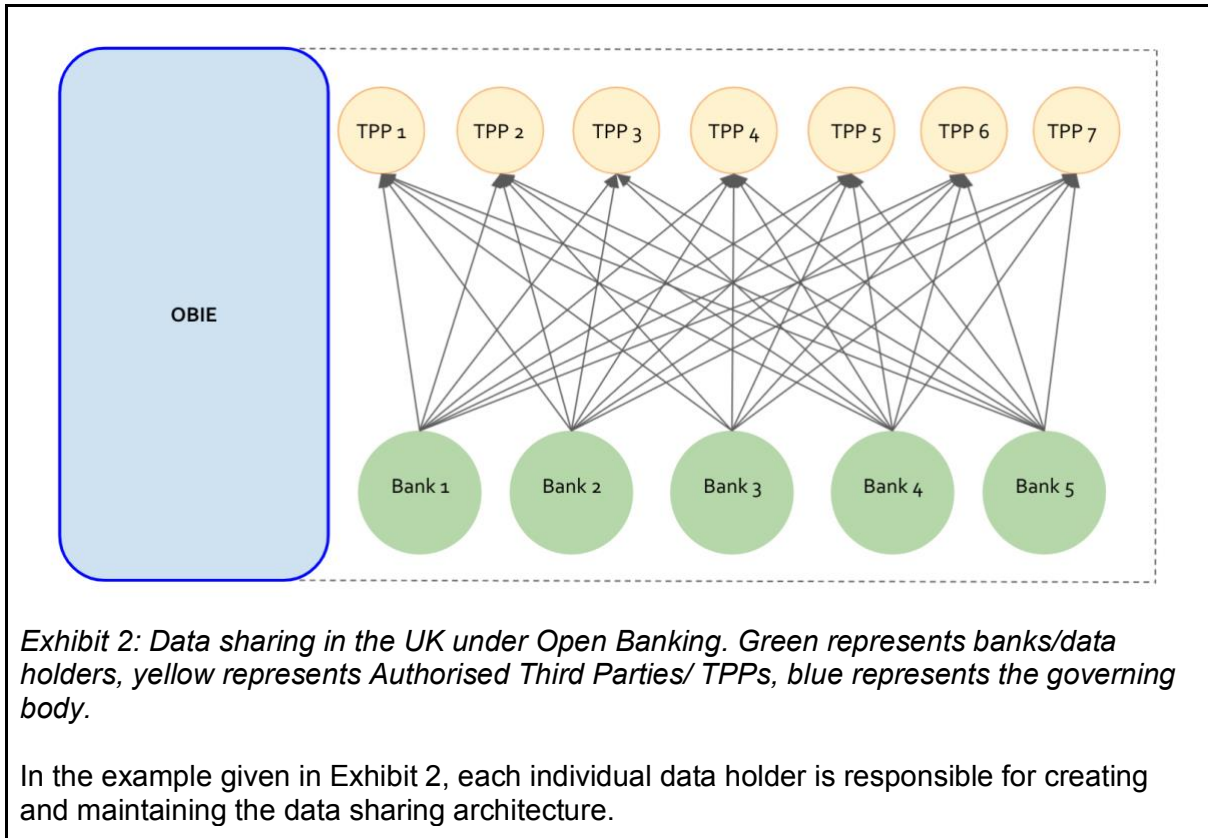 TPP 1
TPP 2
TPP 3
TPP 4
TPP 5
TPP 6
TPP 7
OBIE
Bank 1
Bank 2
Bank 3
Bank 4
Bank 5
Exhibit 2: Data sharing in the UK under Open Banking. Green represents banks/data
holders, yellow represents Authorised Third Parties/ TPPs, blue represents the governing
body.
In the example given in Exhibit 2, each individual data holder is responsible for creating
and maintaining the data sharing architecture.